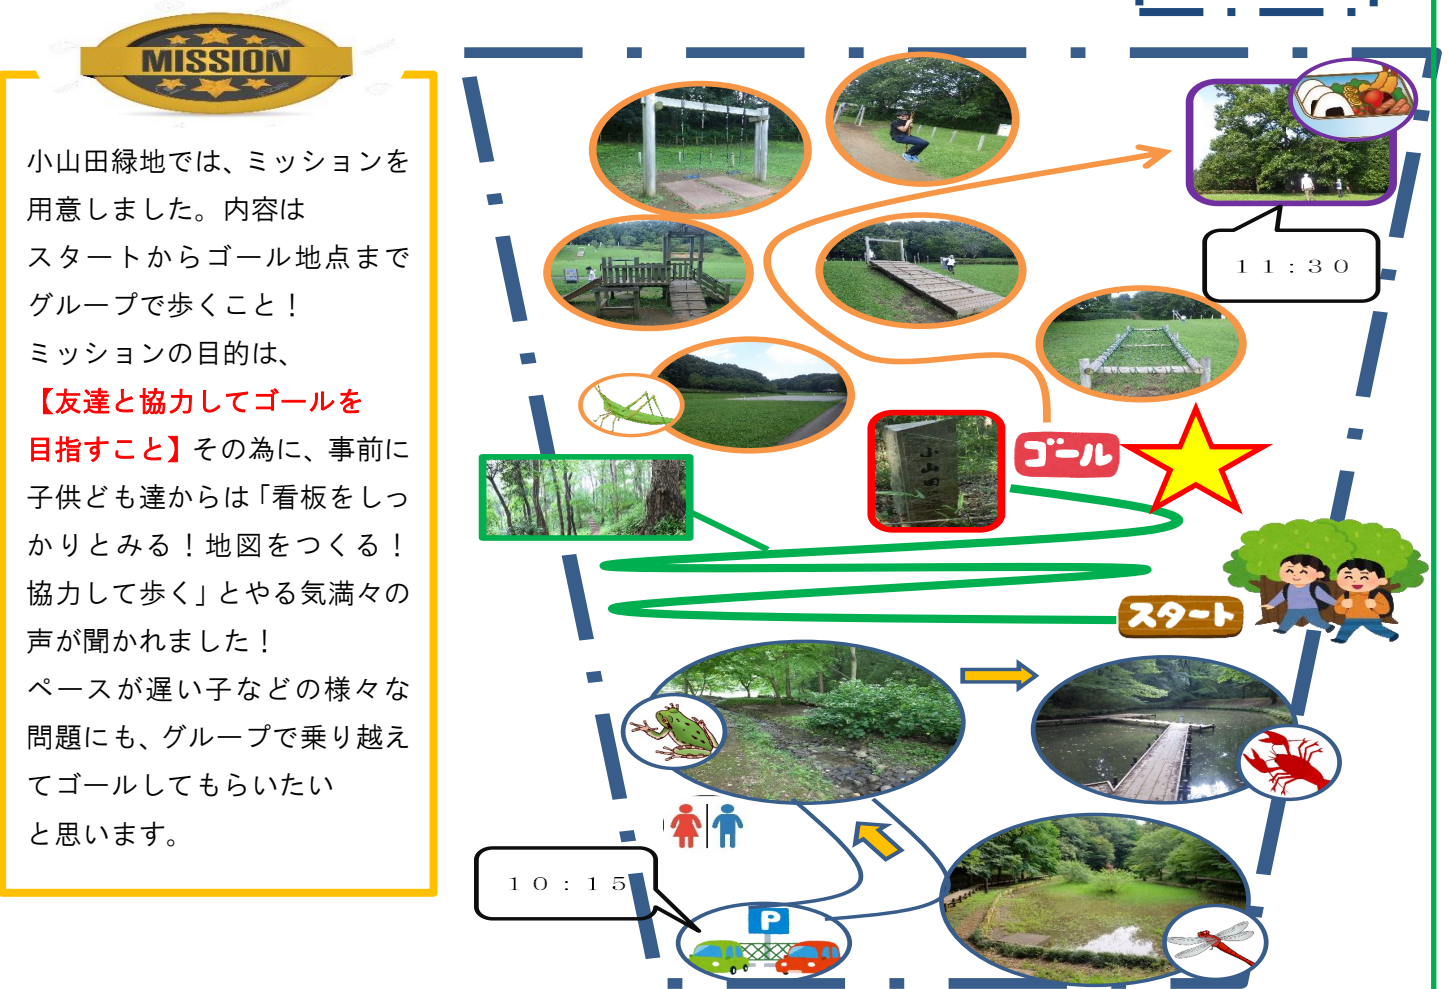 MISSION
小山田緑地では、ミッションを
用意しました。内容は
スタートからゴール地点まで
グループで歩くこと！
ミッションの目的は、
【友達と協力してゴールを
目指すこと】その為に、事前に
子供ども達からは「看板をしっ
かりとみる！地図をつくる！
協力して歩く」とやる気満々の
声が聞かれました！
ペースが遅い子などの様々な
問題にも、グループで乗り越え
てゴールしてもらいたい
と思います。
11:30
小山田
ゴール
スタート
10:15
P